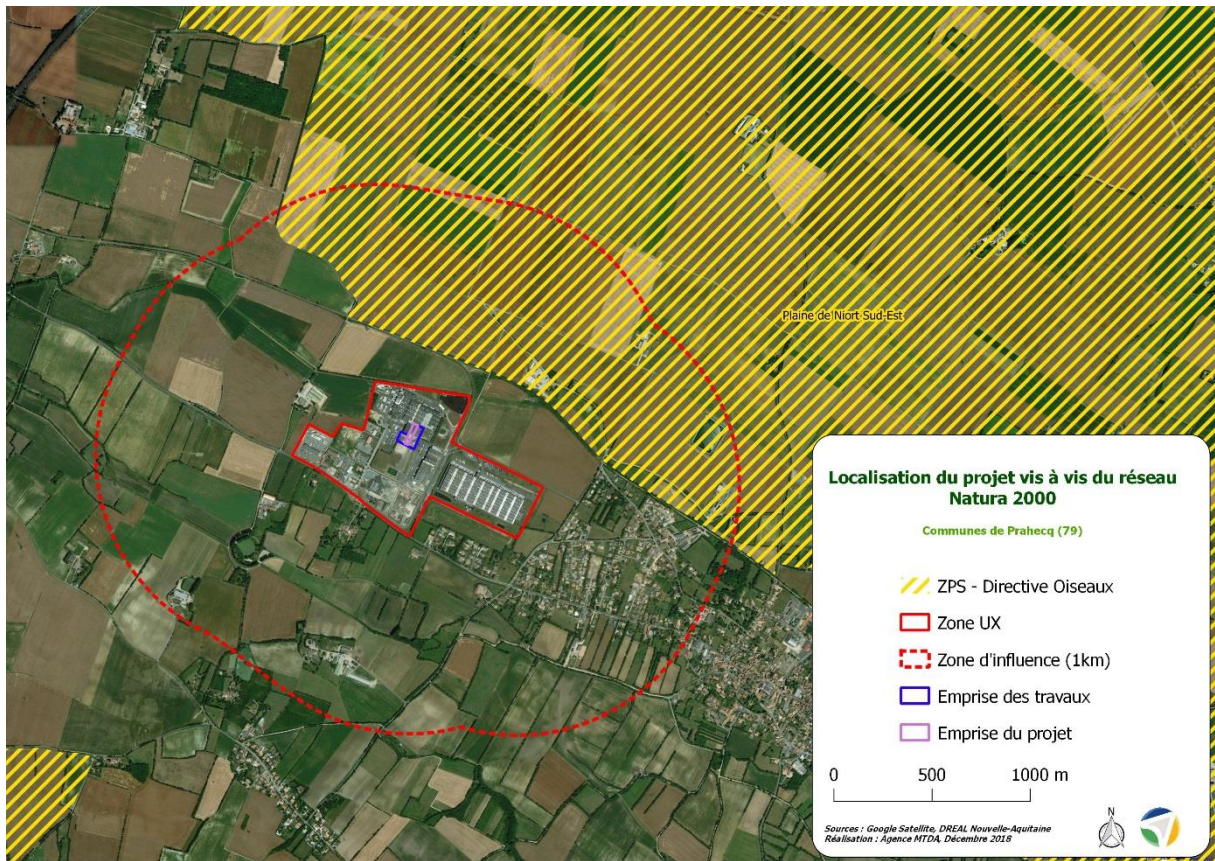 Plaine de Niort Sud-Est
Localisation du projet vis à vis du réseau
Natura 2000
Communes de Prahecq (79)
ZPS - Directive Oiseaux
Zone UX
Zone d'influence (1km)
Emprise des travaux
Emprise du projet
0 500 1000 m
Sources : Google Satellite, DREAL Nouvelle-Aquitaine
Réalisation : Agence MTDA, Décembre 2018
N